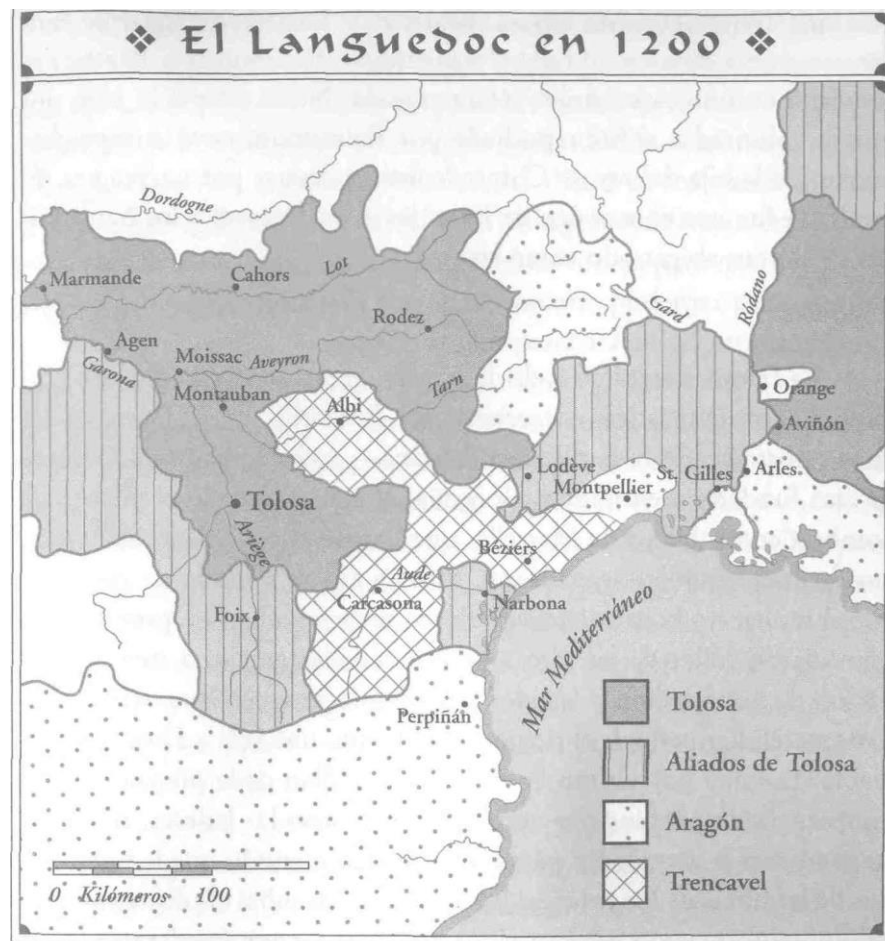 ❖ El Languedoc en 1200 ❖
Dordogne
Marmande
Cahors
Lot
Rodez
Gard
Ródeno
Agen
Garona
Moissac
Aveyron
Montauban
Tarn
Albi
Orange
Aviñón
Lodève
Montpellier
St. Gilles
Arles
Tolosa
Ariège
Béziers
Aude
Carcasona
Narbona
Foix
Mar Mediterráneo
Perpiñáh
Tolosa
Aliados de Tolosa
Aragón
Trencavel
0 Kilómeros 100